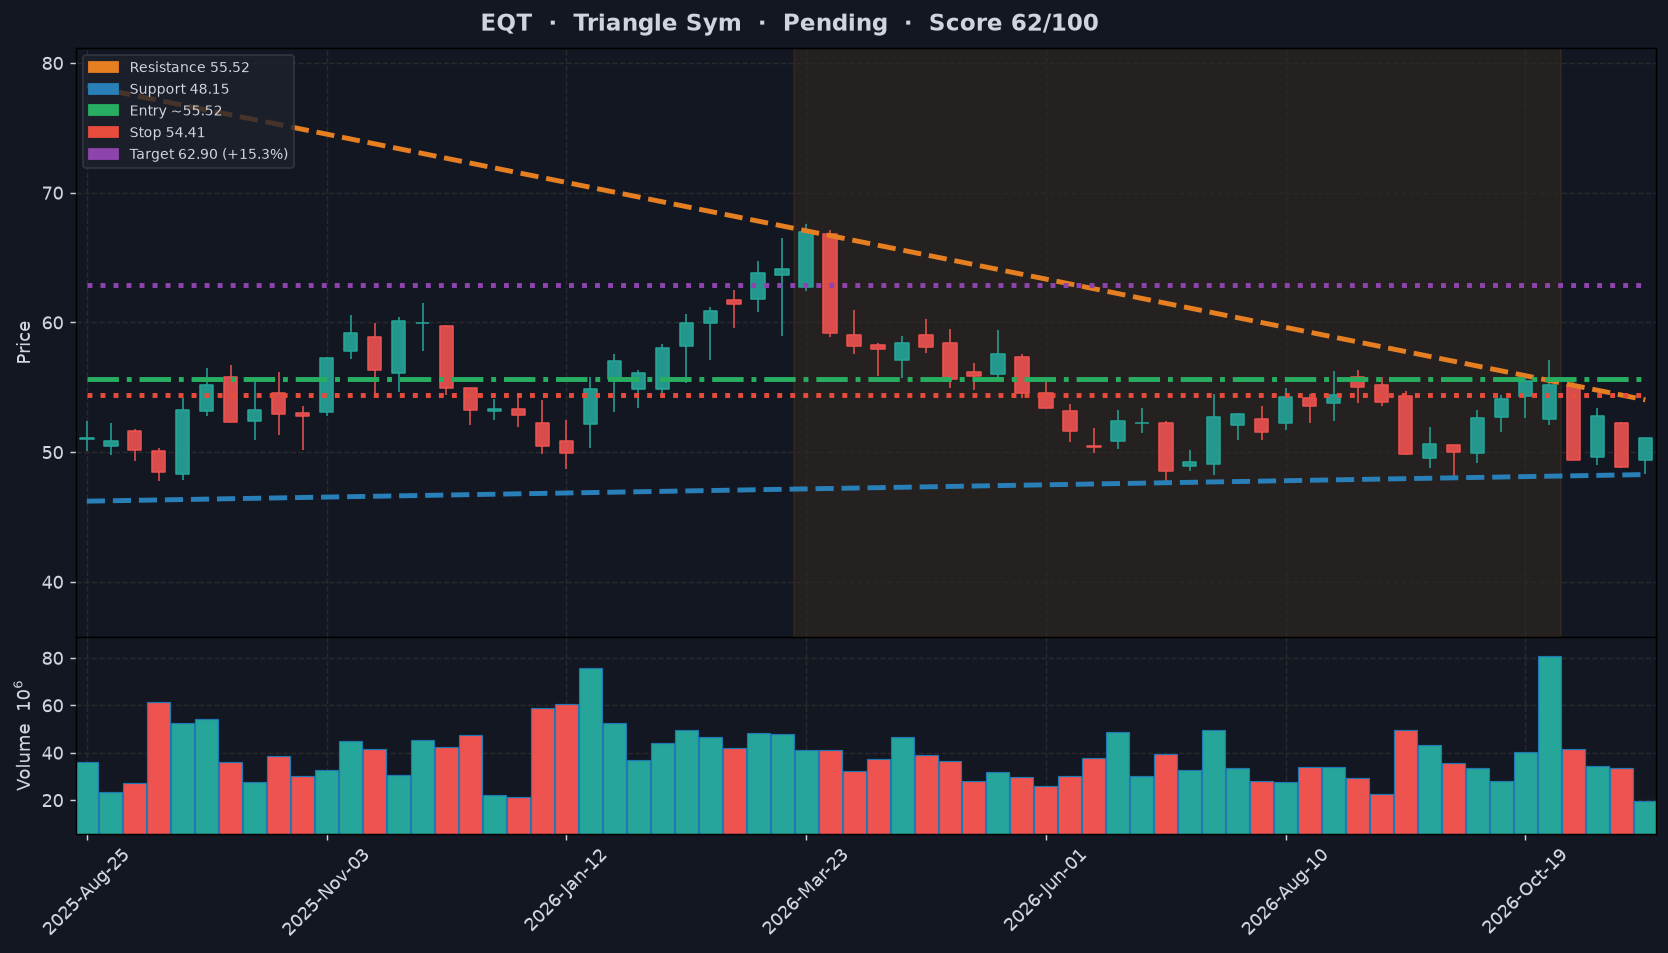 EQT · Triangle Sym · Pending · Score 62/100
Resistance 55.52
Support 48.15
Entry ~55.52
Stop 54.41
Target 62.90 (+15.3%)
Price
80
70
60
50
40
Volume 10⁶
80
60
40
20
2025-Aug-25
2025-Nov-03
2026-Jan-12
2026-Mar-23
2026-Jun-01
2026-Aug-10
2026-Oct-19